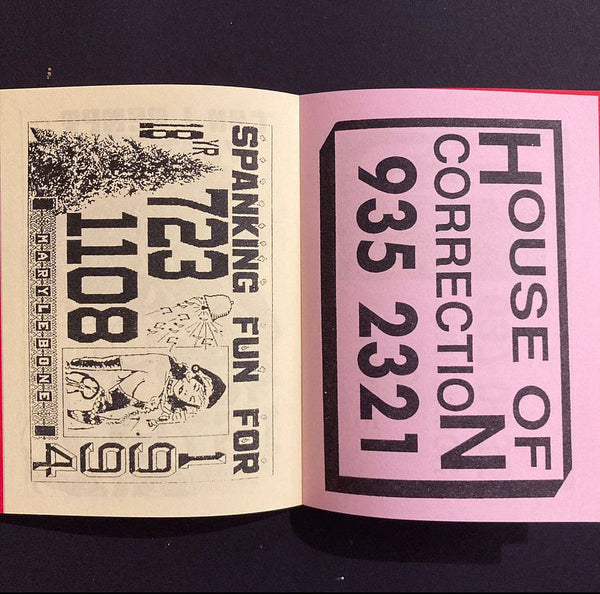 SPANKING FUN FOR
1994
18 YR
723
1108
MARYLEBONE
HOUSE OF
CORRECTION
935 2321